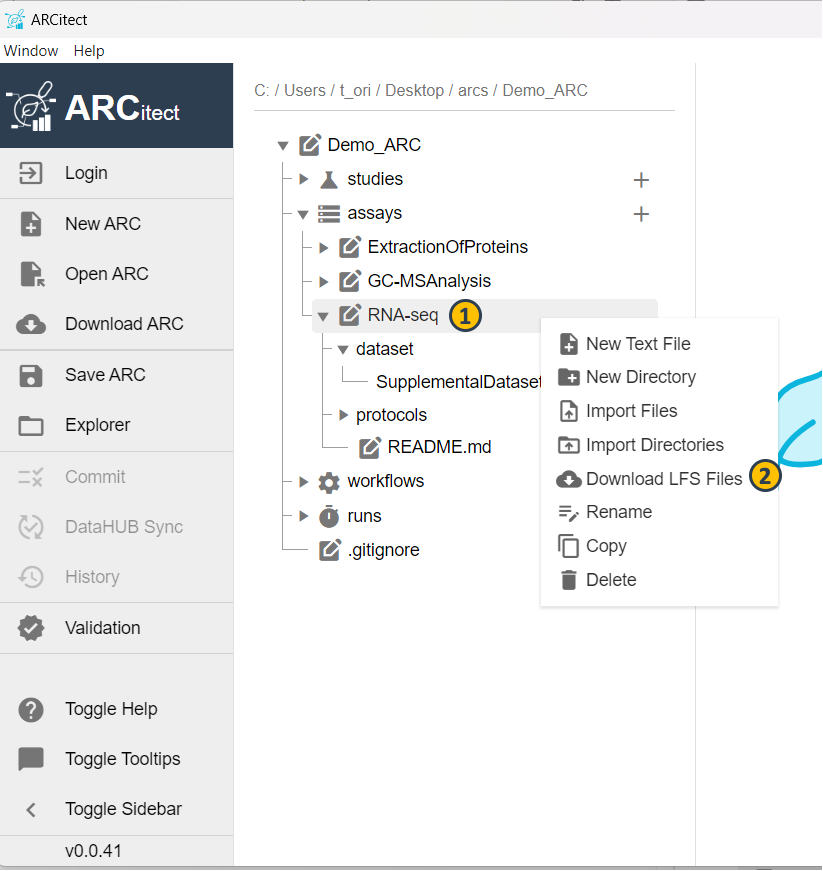 ARCitect
Window Help
ARCitect
Login
New ARC
Open ARC
Download ARC
Save ARC
Explorer
Commit
DataHUB Sync
History
Validation
Toggle Help
Toggle Tooltips
Toggle Sidebar
v0.0.41
C: / Users / t_ori / Desktop / arcs / Demo_ARC
Demo_ARC
studies +
assays +
ExtractionOfProteins
GC-MSAnalysis
RNA-seq 1
dataset
SupplementalDataset
protocols
README.md
workflows
runs
.gitignore
New Text File
New Directory
Import Files
Import Directories
Download LFS Files 2
Rename
Copy
Delete